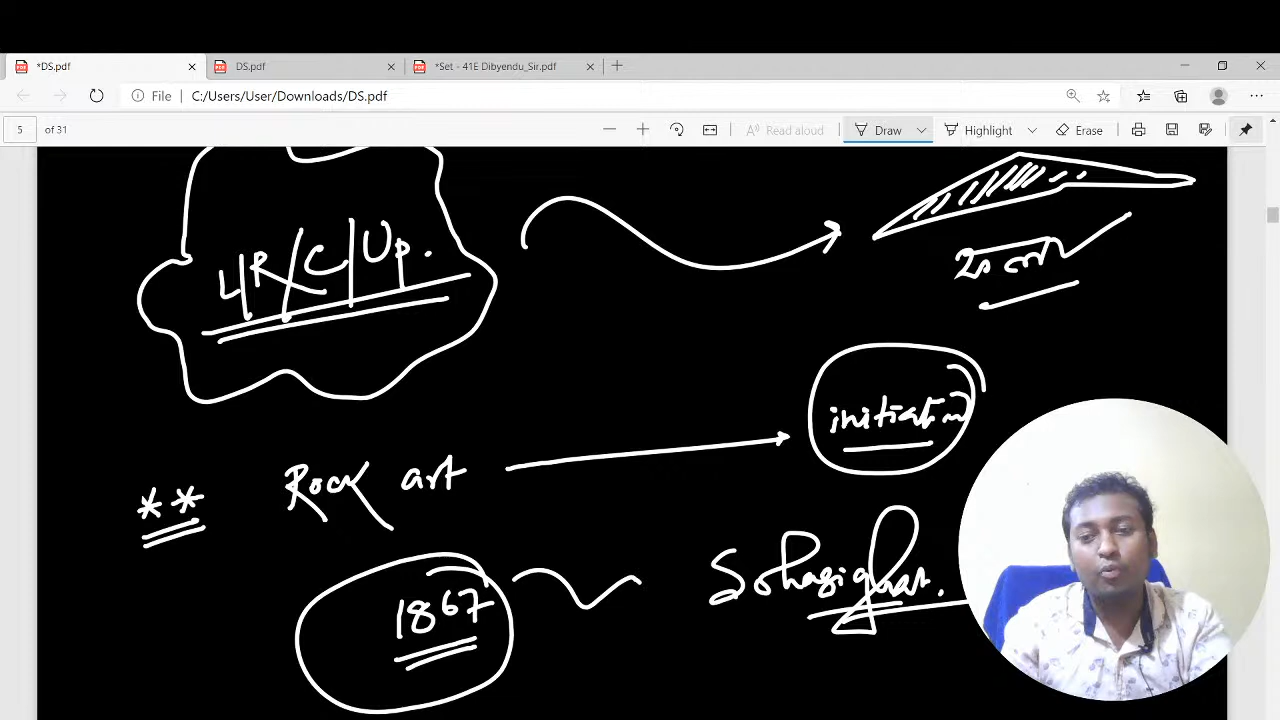 *DS.pdf
DS.pdf
*Set - 41E Dibyendu_Sir.pdf
File
C:/Users/User/Downloads/DS.pdf
5 of 31
Read aloud
Draw
Highlight
Erase
4R/C/Up.
initiation
** Rock art
1867
Sohagighat.